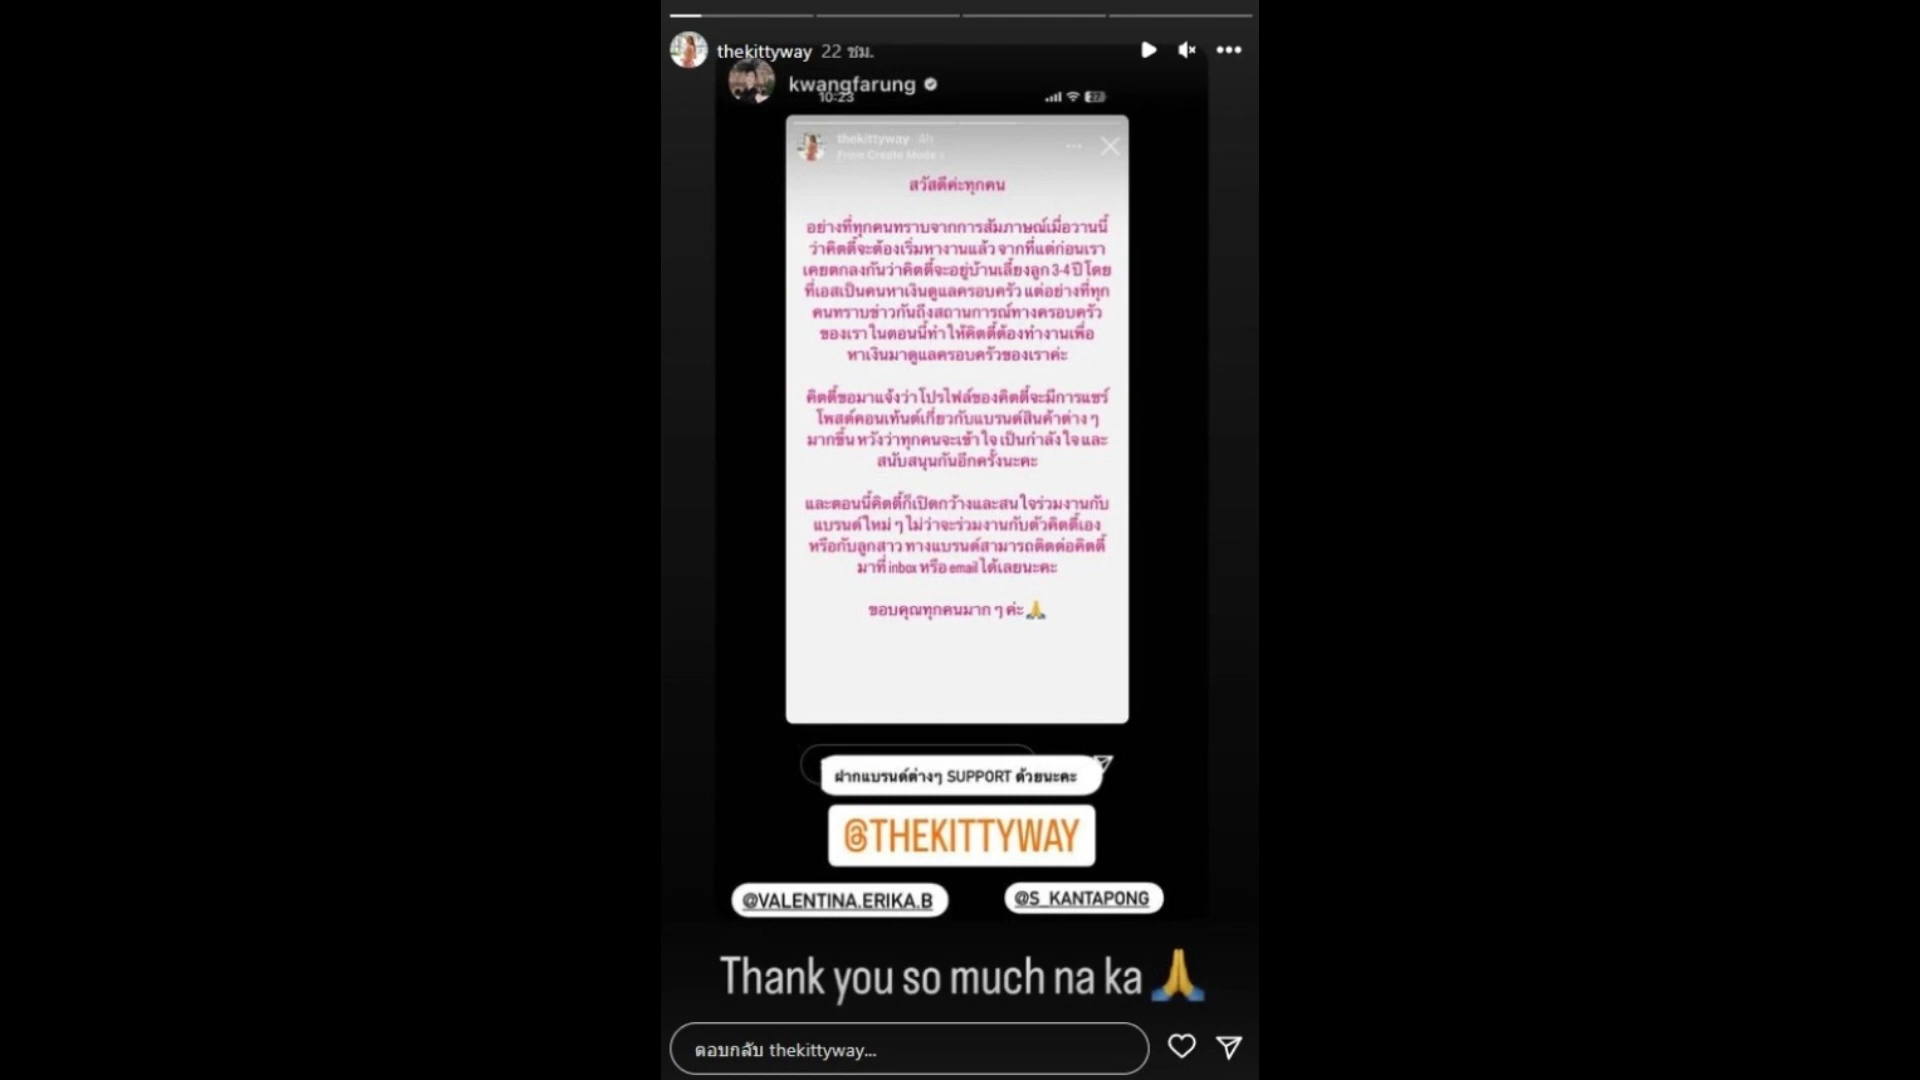 thekittyway 22 ชม.
kwangfarung
10:23
27
thekittyway 4h
From Create Mode >
สวัสดีค่ะทุกคน
อย่างที่ทุกคนทราบจากการสัมภาษณ์เมื่อวานนี้
ว่าคิตตี้จะต้องเริ่มหางานแล้ว จากที่แต่ก่อนเรา
เคยตกลงกันว่าคิตตี้จะอยู่บ้านเลี้ยงลูก 3-4 ปี โดย
ที่เอสเป็นคนหาเงินดูแลครอบครัว แต่อย่างที่ทุก
คนทราบข่าวกันถึงสถานการณ์ทางครอบครัว
ของเราในตอนนี้ทำให้คิตตี้ต้องทำงานเพื่อ
หาเงินมาดูแลครอบครัวของเราค่ะ
คิตตี้ขอมาแจ้งว่าโปรไฟล์ของคิตตี้จะมีการแชร์
โพสต์คอนเท้นต์เกี่ยวกับแบรนด์สินค้าต่าง ๆ
มากขึ้น หวังว่าทุกคนจะเข้าใจ เป็นกำลังใจ และ
สนับสนุนกันอีกครั้งนะคะ
และตอนนี้คิตตี้ก็เปิดกว้างและสนใจร่วมงานกับ
แบรนด์ใหม่ ๆ ไม่ว่าจะร่วมงานกับตัวคิตตี้เอง
หรือกับลูกสาว ทางแบรนด์สามารถติดต่อคิตตี้
มาที่ inbox หรือ email ได้เลยนะคะ
ขอบคุณทุกคนมาก ๆ ค่ะ🙏
ฝากแบรนด์ต่างๆ SUPPORT ด้วยนะคะ
@THEKITTYWAY
@VALENTINA.ERIKA.B @S_KANTAPONG
Thank you so much na ka 🙏
ตอบกลับ thekittyway...